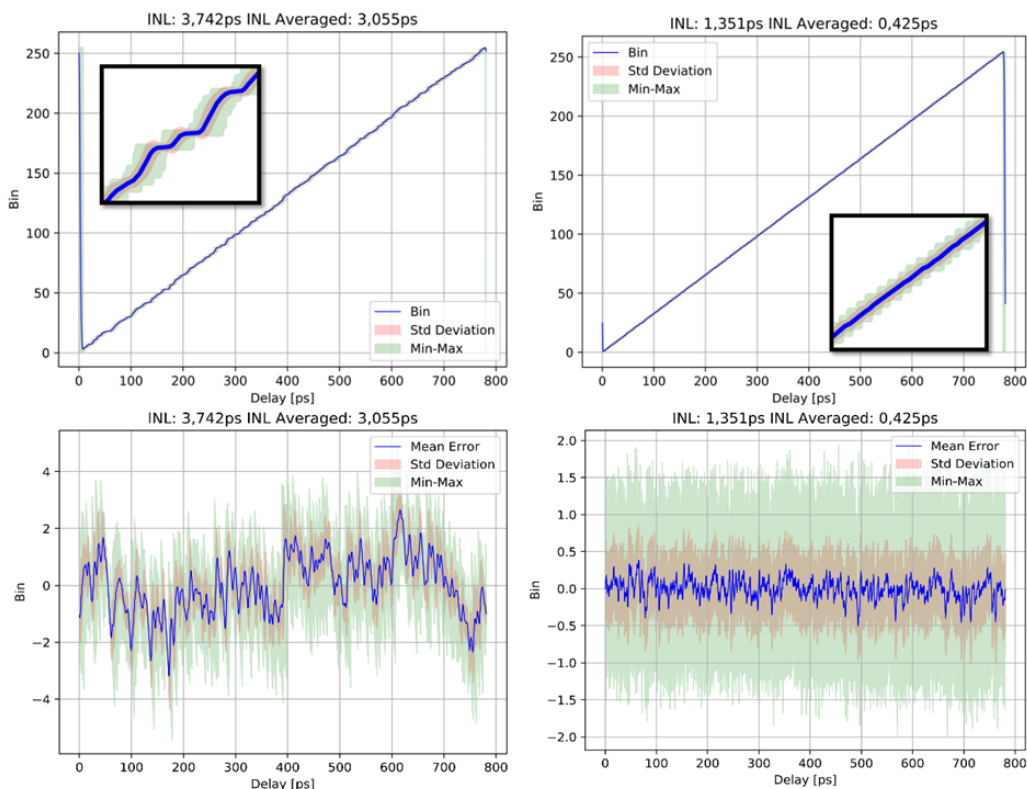 INL: 3,742ps INL Averaged: 3,055ps
250
200
150
100
50
0
Bin
Bin
Std Deviation
Min-Max
0 100 200 300 400 500 600 700 800
Delay [ps]
INL: 1,351ps INL Averaged: 0,425ps
Bin
Std Deviation
Min-Max
250
200
150
100
50
0
Bin
0 100 200 300 400 500 600 700 800
Delay [ps]
INL: 3,742ps INL Averaged: 3,055ps
Mean Error
Std Deviation
Min-Max
4
2
0
−2
−4
Bin
0 100 200 300 400 500 600 700 800
Delay [ps]
INL: 1,351ps INL Averaged: 0,425ps
Mean Error
Std Deviation
Min-Max
2.0
1.5
1.0
0.5
0.0
−0.5
−1.0
−1.5
−2.0
Bin
0 100 200 300 400 500 600 700 800
Delay [ps]